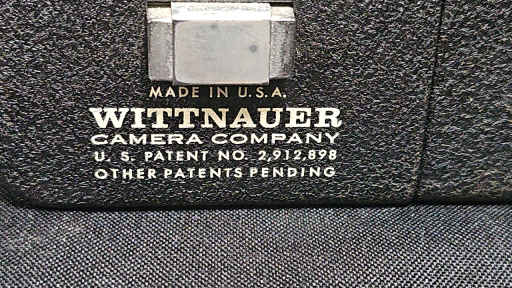 MADE IN U.S.A.
WITTNAUER
CAMERA COMPANY
U. S. PATENT NO. 2,912,898
OTHER PATENTS PENDING